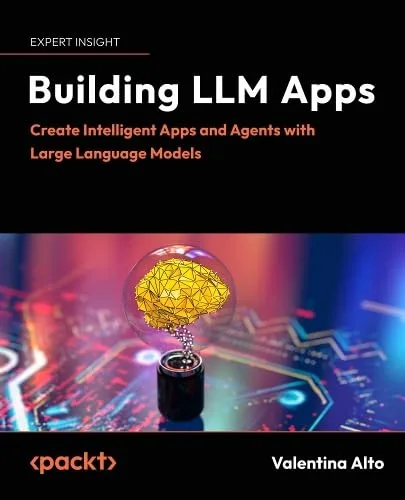 EXPERT INSIGHT
Building LLM Apps
Create Intelligent Apps and Agents with
Large Language Models
<packt>
Valentina Alto